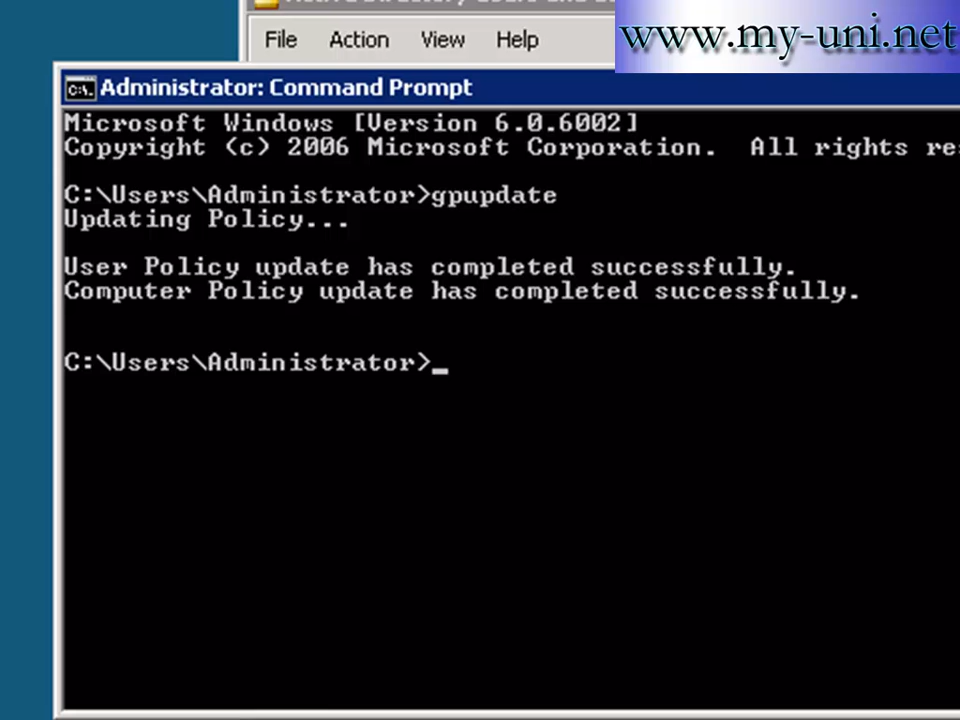 File Action View Help
www.my-uni.net
Administrator: Command Prompt
Microsoft Windows [Version 6.0.6002]
Copyright (c) 2006 Microsoft Corporation. All rights re
C:\Users\Administrator>gpupdate
Updating Policy...
User Policy update has completed successfully.
Computer Policy update has completed successfully.
C:\Users\Administrator>_